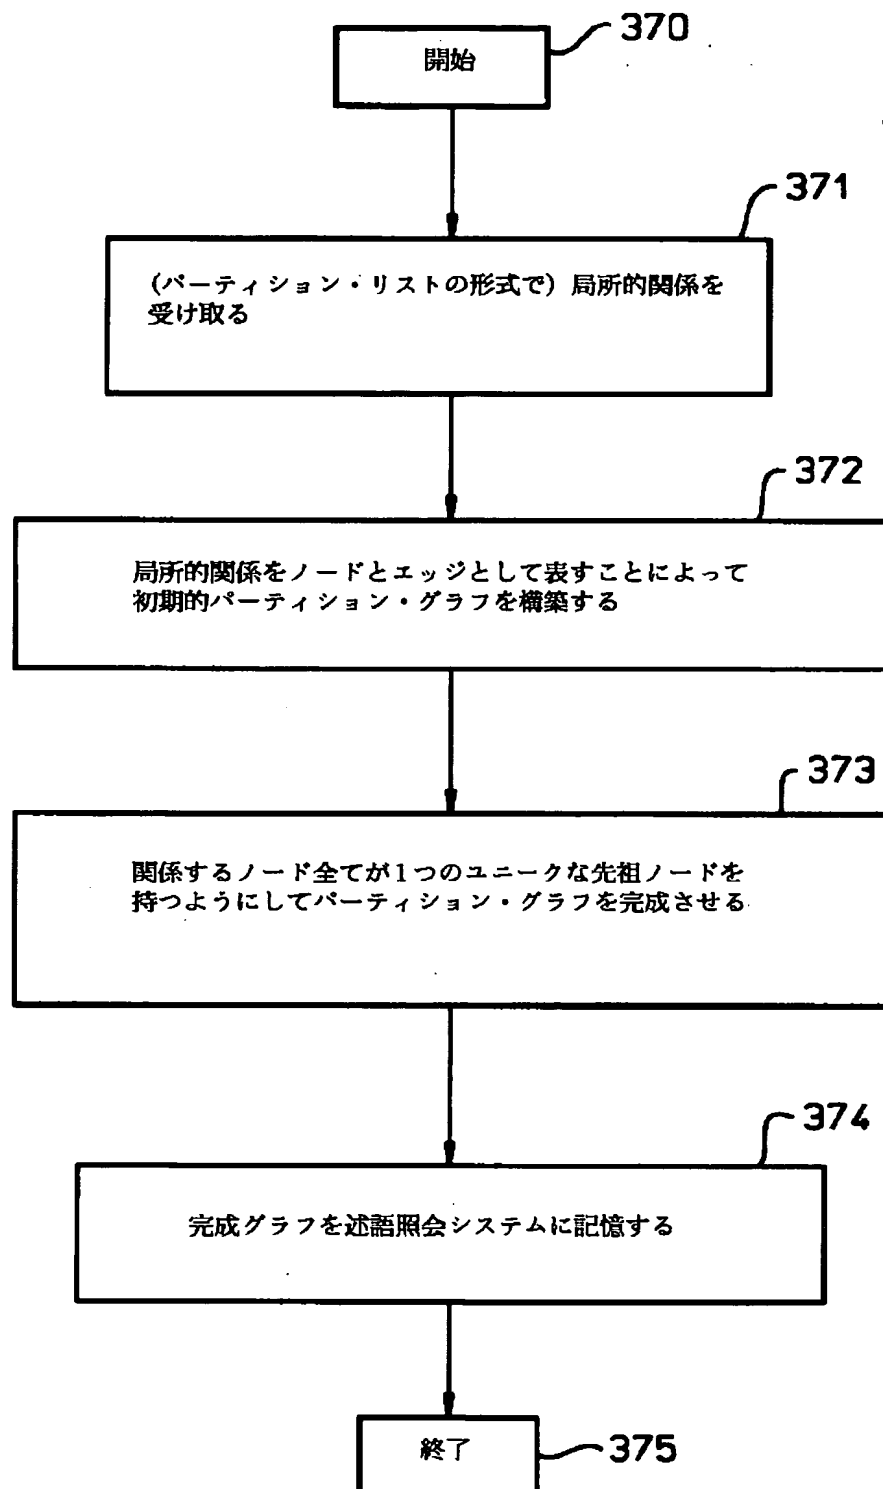 370
開始
371
(パーティション・リストの形式で) 局所的関係を
受け取る
372
局所的関係をノードとエッジとして表すことによって
初期的パーティション・グラフを構築する
373
関係するノード全てが1つのユニークな先祖ノードを
持つようにしてパーティション・グラフを完成させる
374
完成グラフを述語照会システムに記憶する
終了
375